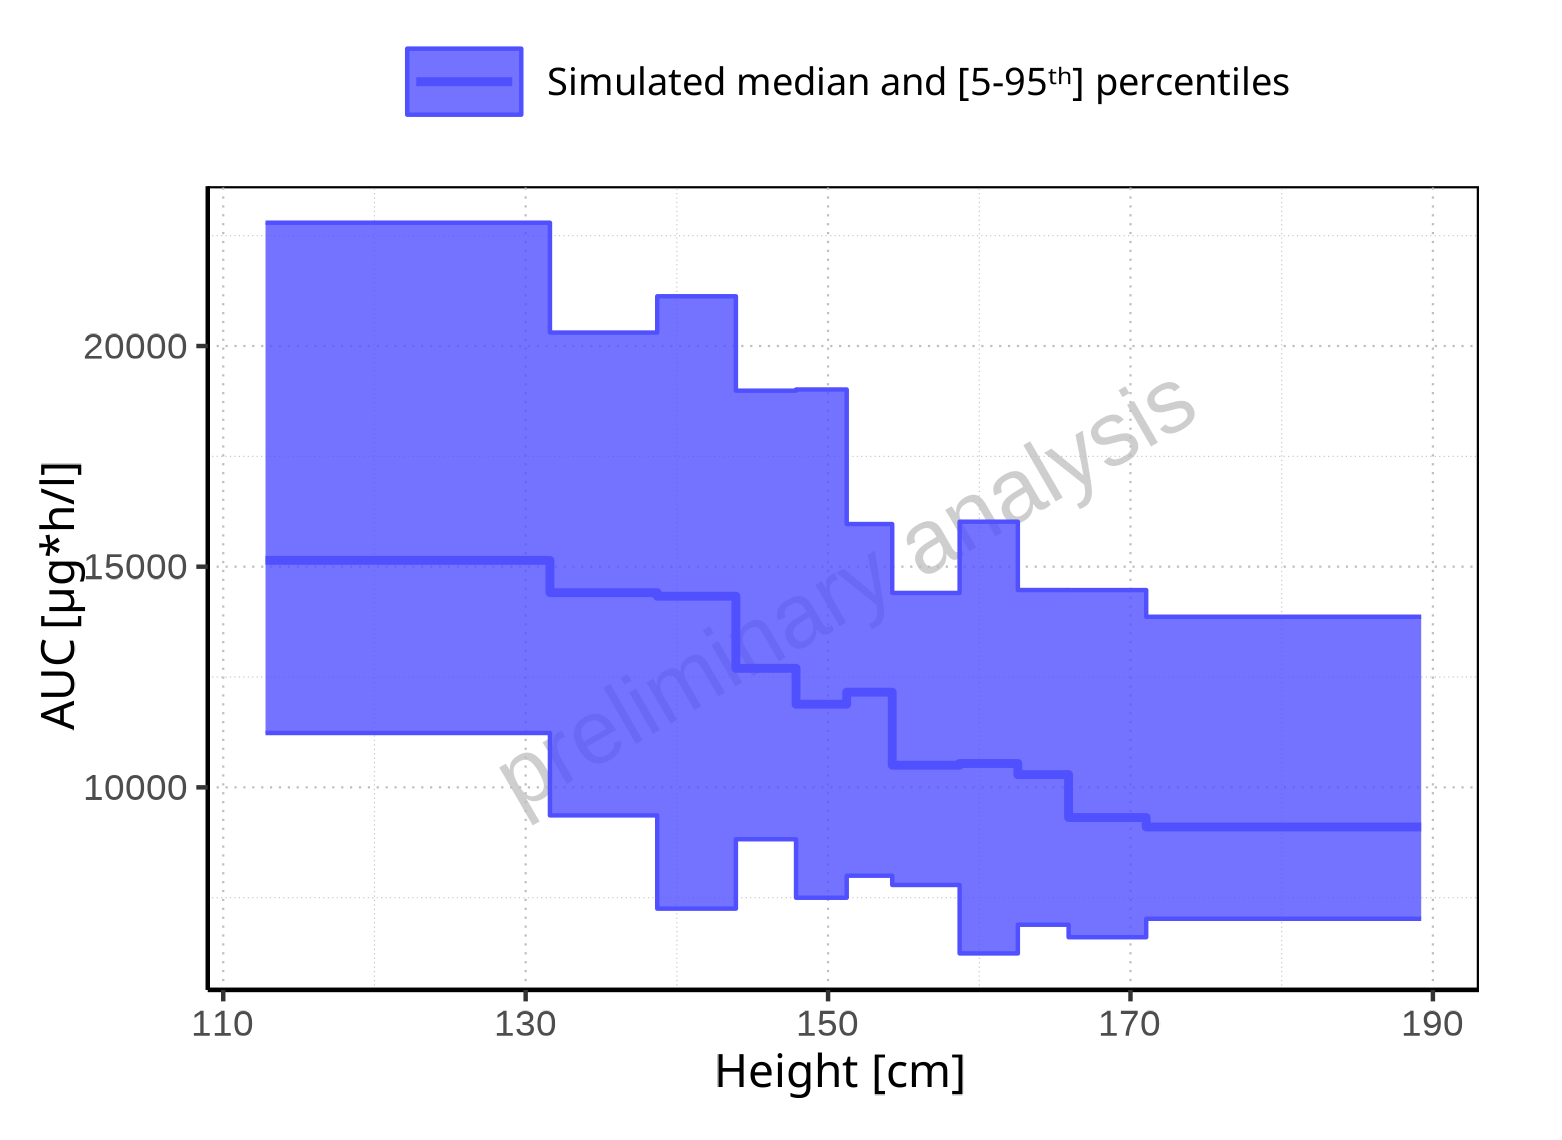 Simulated median and [5-95ᵗʰ] percentiles
20000
15000
10000
AUC [µg*h/l]
preliminary analysis
110 130 150 170 190
Height [cm]